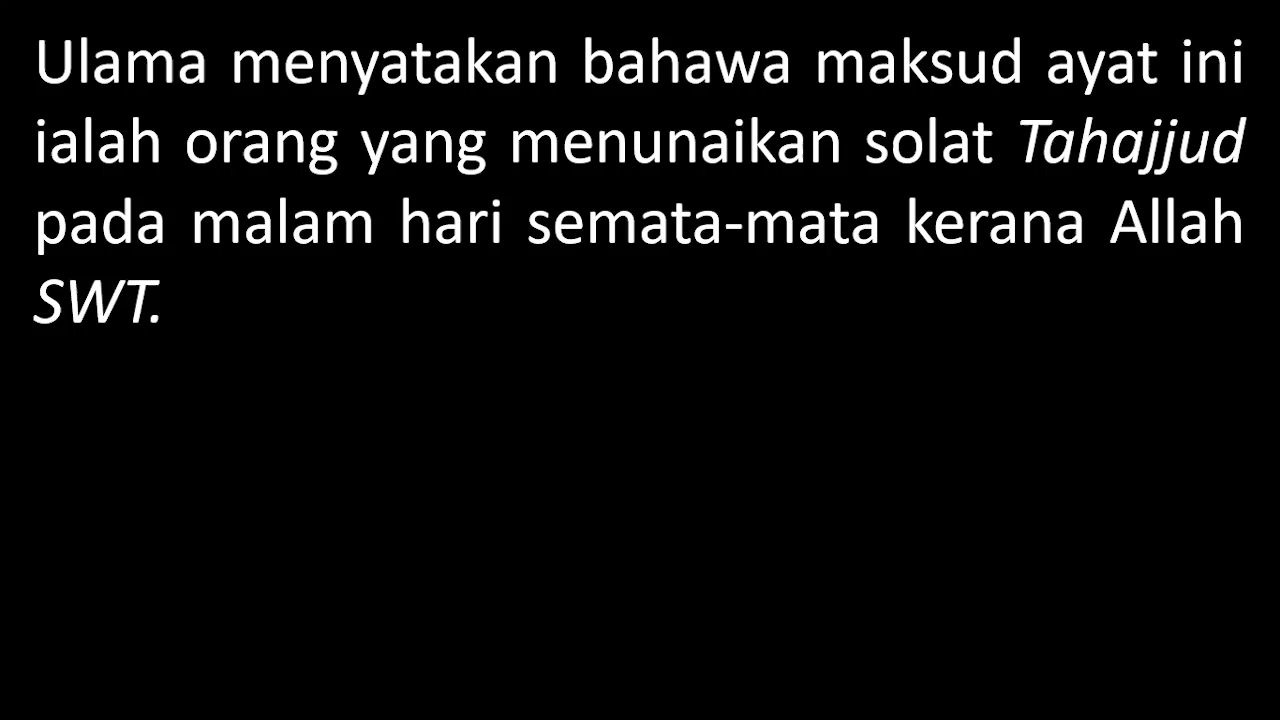 Ulama menyatakan bahawa maksud ayat ini
ialah orang yang menunaikan solat Tahajjud
pada malam hari semata-mata kerana Allah
SWT.